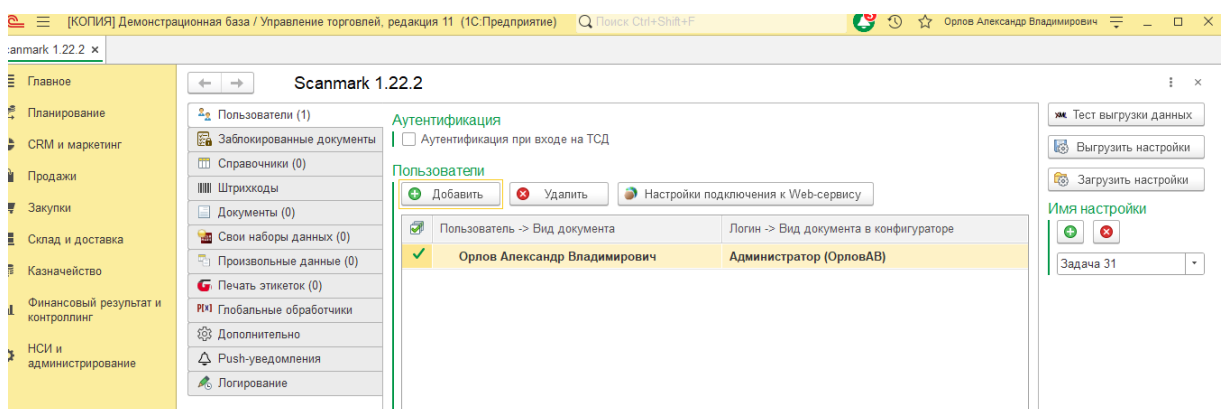 [КОПИЯ] Демонстрационная база / Управление торговлей, редакция 11 (1С:Предприятие)
Поиск Ctrl+Shift+F
Орлов Александр Владимирович
canmark 1.22.2 ×
Главное
Планирование
CRM и маркетинг
Продажи
Закупки
Склад и доставка
Казначейство
Финансовый результат и
контроллинг
НСИ и
администрирование
Scanmark 1.22.2
Пользователи (1)
Заблокированные документы
Справочники (0)
Штрихкоды
Документы (0)
Свои наборы данных (0)
Произвольные данные (0)
Печать этикеток (0)
Глобальные обработчики
Дополнительно
Push-уведомления
Логирование
Аутентификация
Аутентификация при входе на ТСД
Пользователи
Добавить
Удалить
Настройки подключения к Web-сервису
Пользователь -> Вид документа
Логин -> Вид документа в конфигураторе
Орлов Александр Владимирович
Администратор (ОрловАВ)
XML Тест выгрузки данных
Выгрузить настройки
Загрузить настройки
Имя настройки
Задача 31